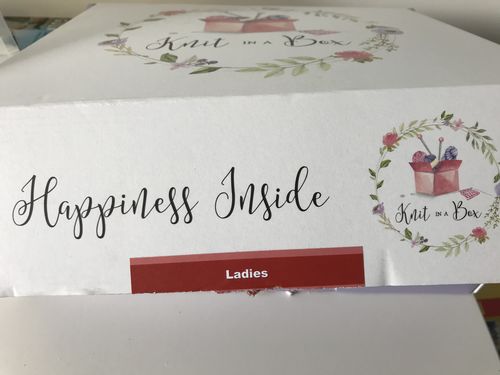 Knit IN A Box
Happiness Inside
Knit IN A Box
Ladies